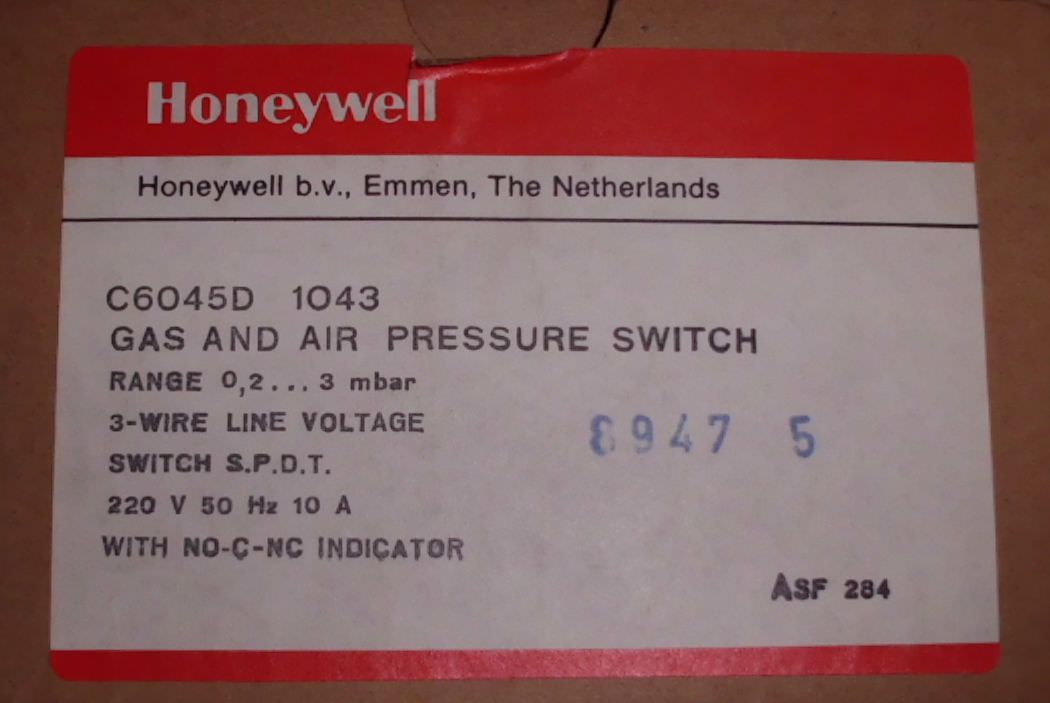 Honeywell
Honeywell b.v., Emmen, The Netherlands
C6045D 1043
GAS AND AIR PRESSURE SWITCH
RANGE 0,2...3 mbar
3-WIRE LINE VOLTAGE
8947 5
SWITCH S.P.D.T.
220 V 50 Hz 10 A
WITH NO-C-NC INDICATOR
ASF 284